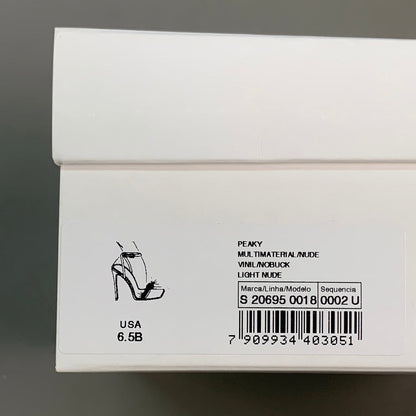 PEAKY
MULTIMATERIAL/NUDE
VINIL/NOBUCK
LIGHT NUDE
Marca/Linha/Modelo Sequencia
S 20695 0018 0002 U
USA
6.5B
7 909934 403051